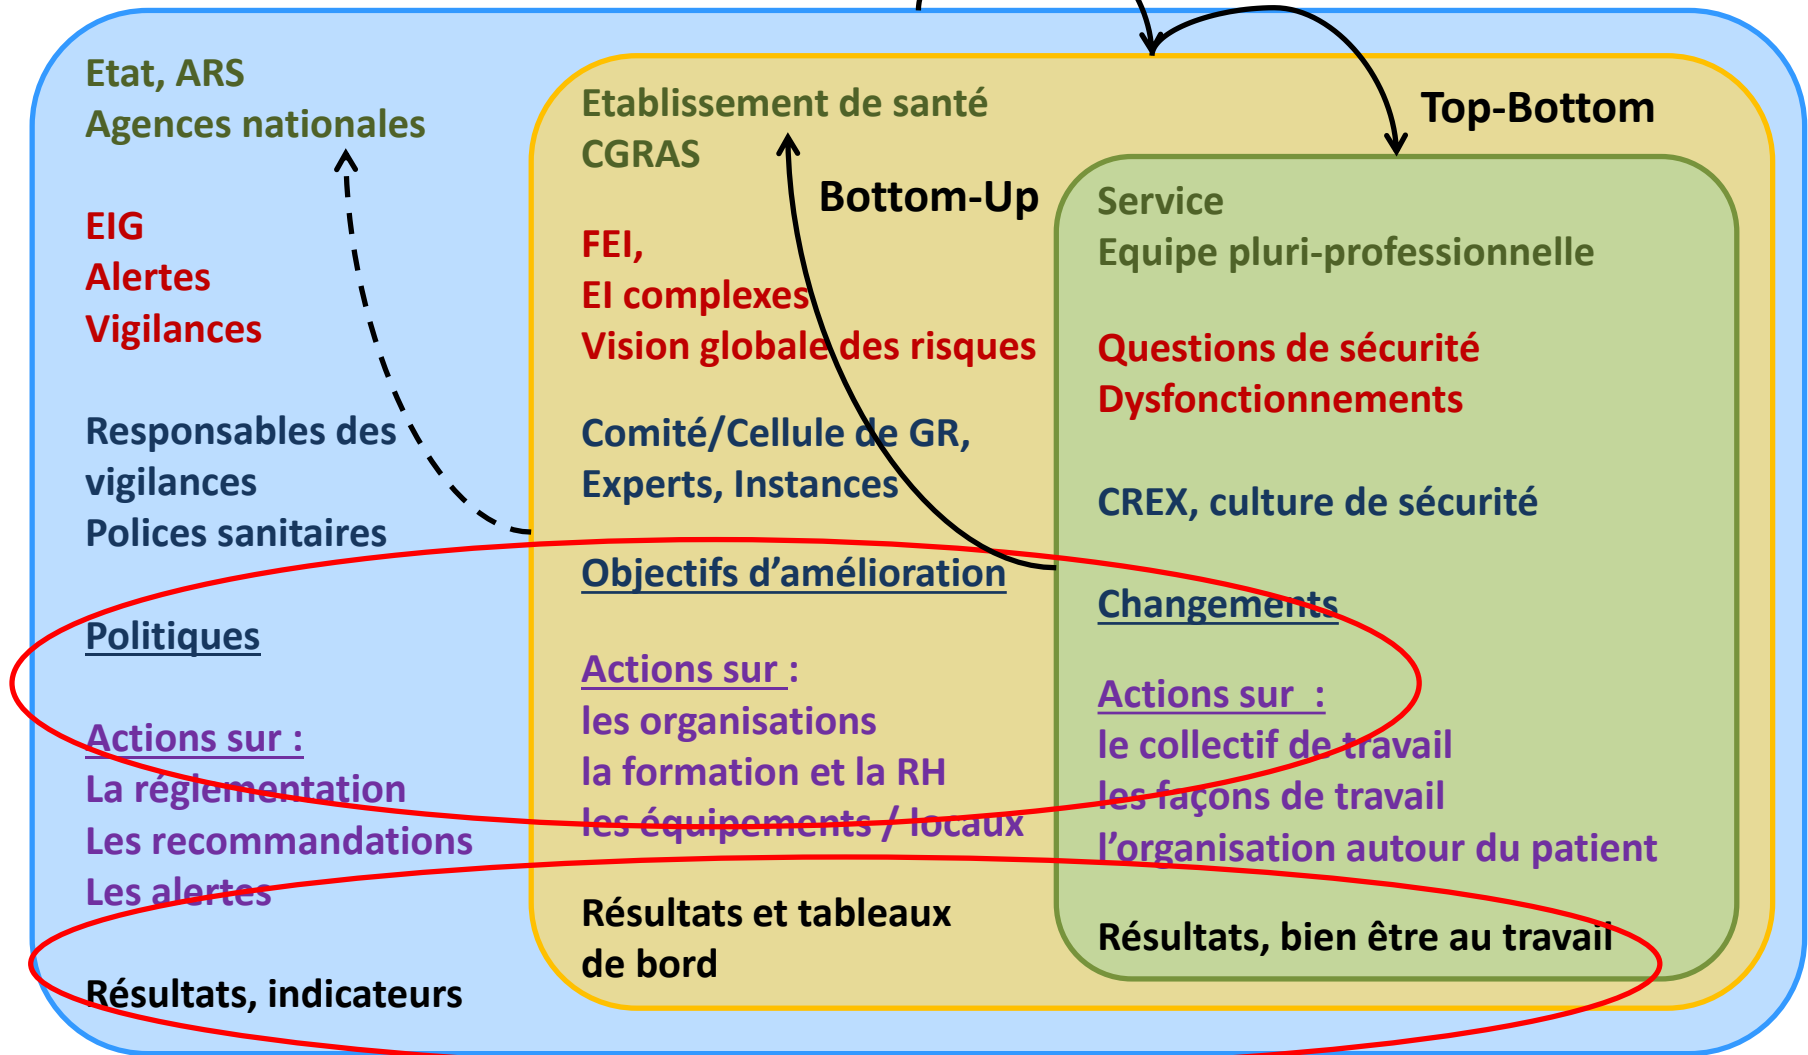 Etat, ARS
Agences nationales
EIG
Alertes
Vigilances
Responsables des
vigilances
Polices sanitaires
Politiques
Actions sur :
La réglementation
Les recommandations
Les alertes
Résultats, indicateurs
Etablissement de santé
CGRAS
Bottom-Up
FEI,
EI complexes
Vision globale des risques
Comité/Cellule de GR,
Experts, Instances
Objectifs d’amélioration
Actions sur :
les organisations
la formation et la RH
les équipements / locaux
Résultats et tableaux
de bord
Top-Bottom
Service
Equipe pluri-professionnelle
Questions de sécurité
Dysfonctionnements
CREX, culture de sécurité
Changements
Actions sur  :
le collectif de travail
les façons de travail
l’organisation autour du patient
Résultats, bien être au travail